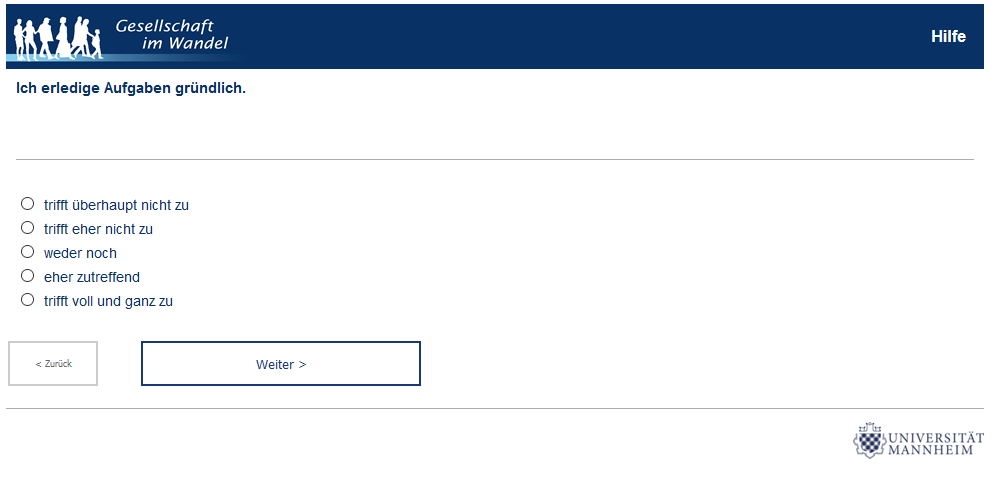 Gesellschaft
im Wandel
Hilfe
Ich erledige Aufgaben gründlich.
trifft überhaupt nicht zu
trifft eher nicht zu
weder noch
eher zutreffend
trifft voll und ganz zu
< Zurück
Weiter >
UNIVERSITÄT
MANNHEIM